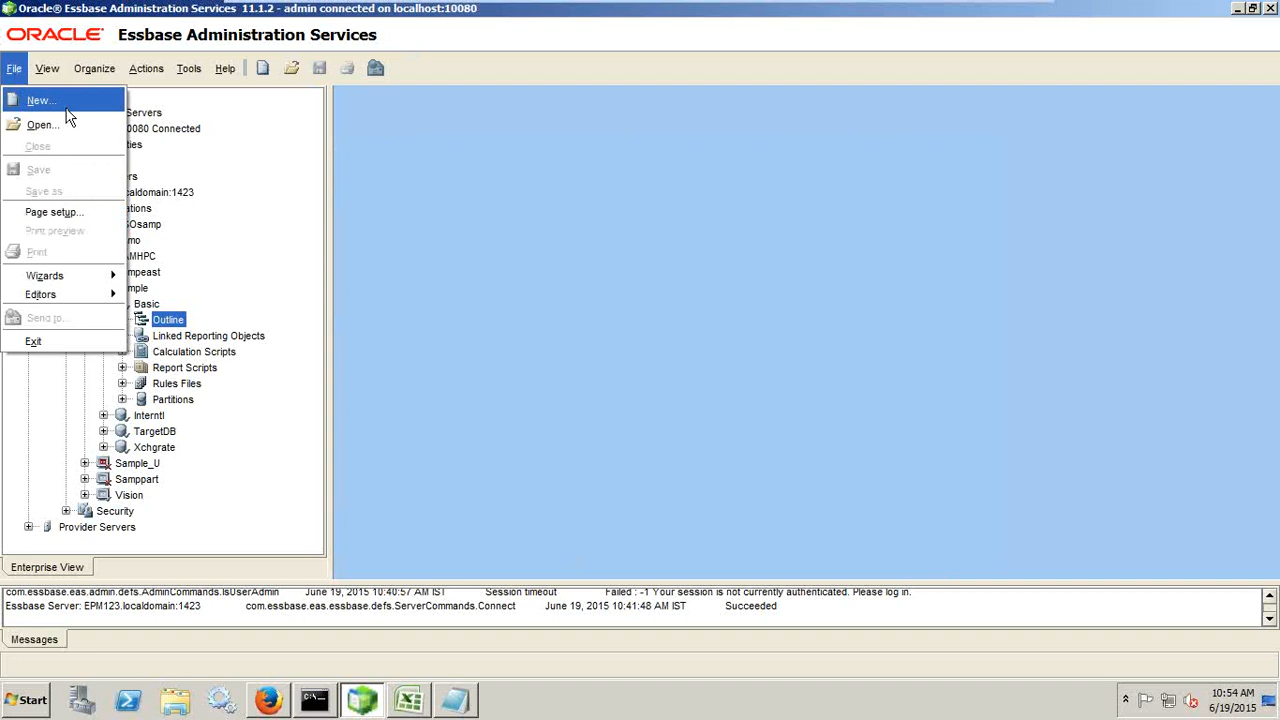 Oracle® Essbase Administration Services 11.1.2 - admin connected on localhost:10080
ORACLE Essbase Administration Services
File View Organize Actions Tools Help
New...
Open...
Close
Save
Save as
Page setup...
Print preview
Print
Wizards
Editors
Send to...
Exit
Servers
0080 Connected
ties
rs
caldomain:1423
ations
SOsamp
mo
AMHPC
mpeast
mple
Basic
Outline
Linked Reporting Objects
Calculation Scripts
Report Scripts
Rules Files
Partitions
Interntl
TargetDB
Xchgrate
Sample_U
Samppart
Vision
Security
Provider Servers
Enterprise View
com.essbase.eas.admin.defs.AdminCommands.IsUserAdmin June 19, 2015 10:40:57 AM IST Session timeout Failed : -1 Your session is not currently authenticated. Please log in.
Essbase Server: EPM123.localdomain:1423 com.essbase.eas.essbase.defs.ServerCommands.Connect June 19, 2015 10:41:48 AM IST Succeeded
Messages
Start
10:54 AM
6/19/2015